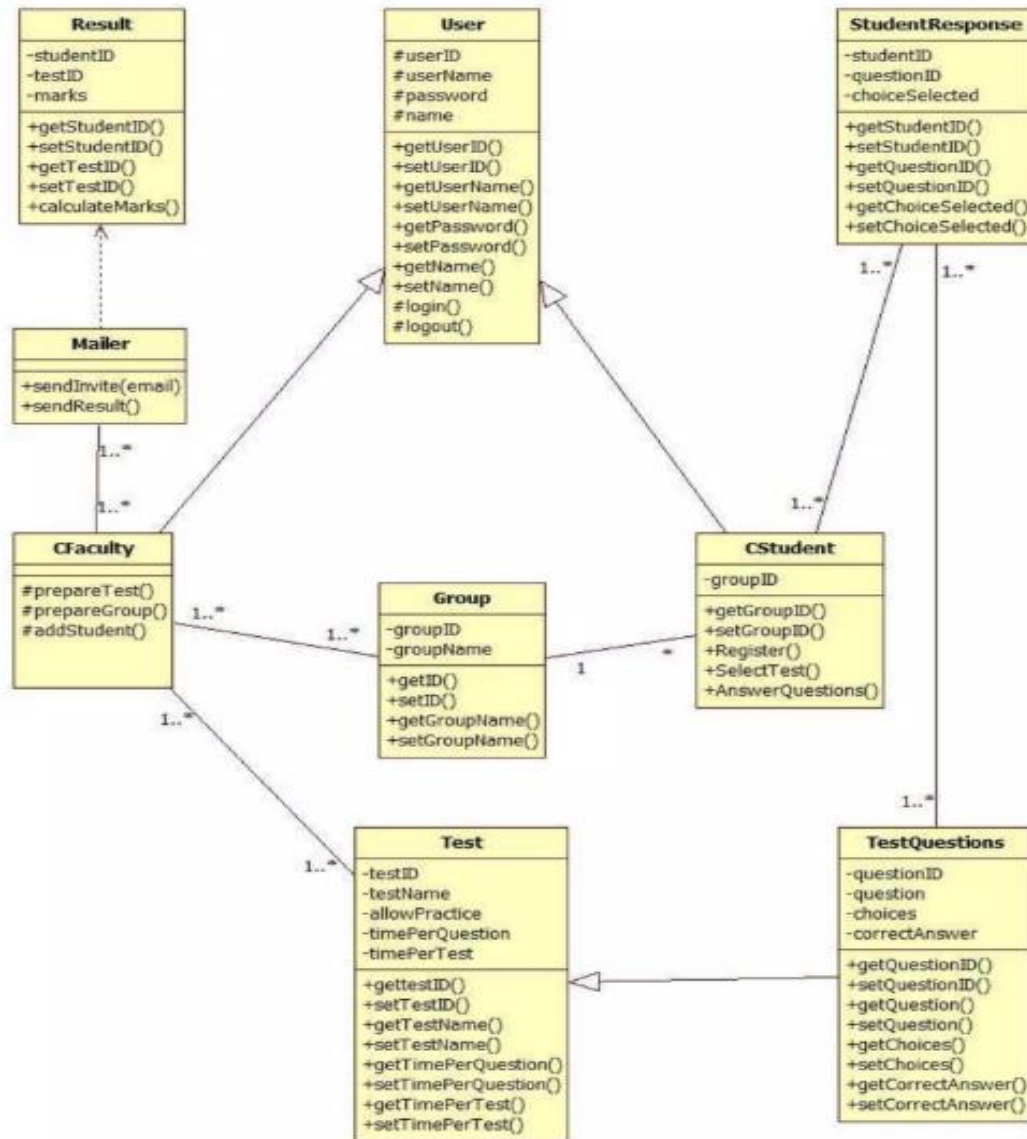 Result
-studentID
-testID
-marks
+getStudentID()
+setStudentID()
+getTestID()
+setTestID()
+calculateMarks()
User
#userID
#userName
#password
#name
+getUserID()
+setUserID()
+getUserName()
+setUserName()
+getPassword()
+setPassword()
+getName()
+setName()
#login()
#logout()
StudentResponse
-studentID
-questionID
-choiceSelected
+getStudentID()
+setStudentID()
+getQuestionID()
+setQuestionID()
+getChoiceSelected()
+setChoiceSelected()
1..*
1..*
Mailer
+sendInvite(email)
+sendResult()
1..*
1..*
1..*
CFaculty
#prepareTest()
#prepareGroup()
#addStudent()
1..*
1..*
Group
-groupID
-groupName
+getID()
+setID()
+getGroupName()
+setGroupName()
1
*
CStudent
-groupID
+getGroupID()
+setGroupID()
+Register()
+SelectTest()
+AnswerQuestions()
1..*
1..*
1..*
Test
-testID
-testName
-allowPractice
-timePerQuestion
-timePerTest
+gettestID()
+setTestID()
+getTestName()
+setTestName()
+getTimePerQuestion()
+setTimePerQuestion()
+getTimePerTest()
+setTimePerTest()
TestQuestions
-questionID
-question
-choices
-correctAnswer
+getQuestionID()
+setQuestionID()
+getQuestion()
+setQuestion()
+getChoices()
+setChoices()
+getCorrectAnswer()
+setCorrectAnswer()